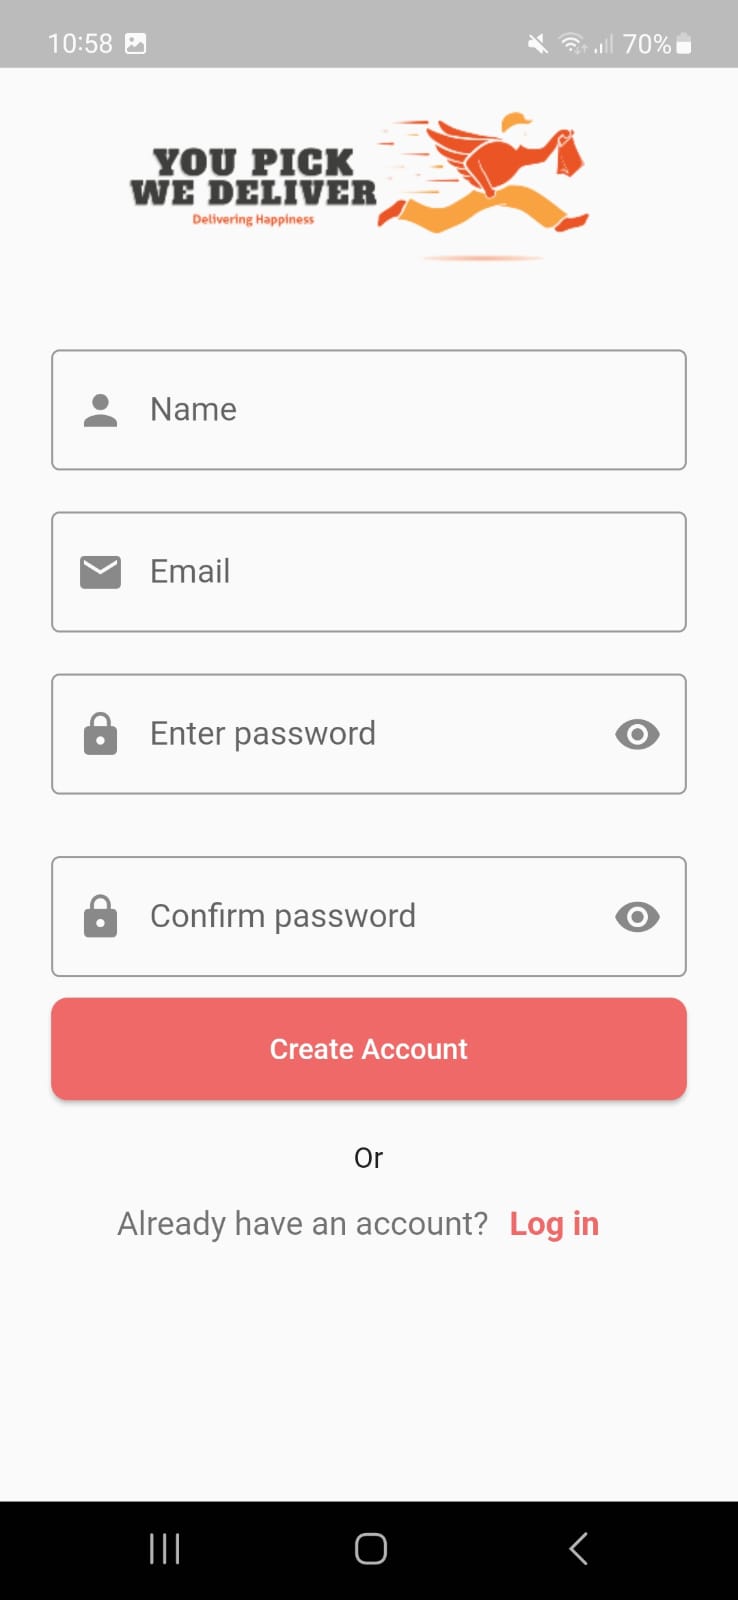 10:58 70%
YOU PICK
WE DELIVER
Delivering Happiness
Name
Email
Enter password
Confirm password
Create Account
Or
Already have an account? Log in